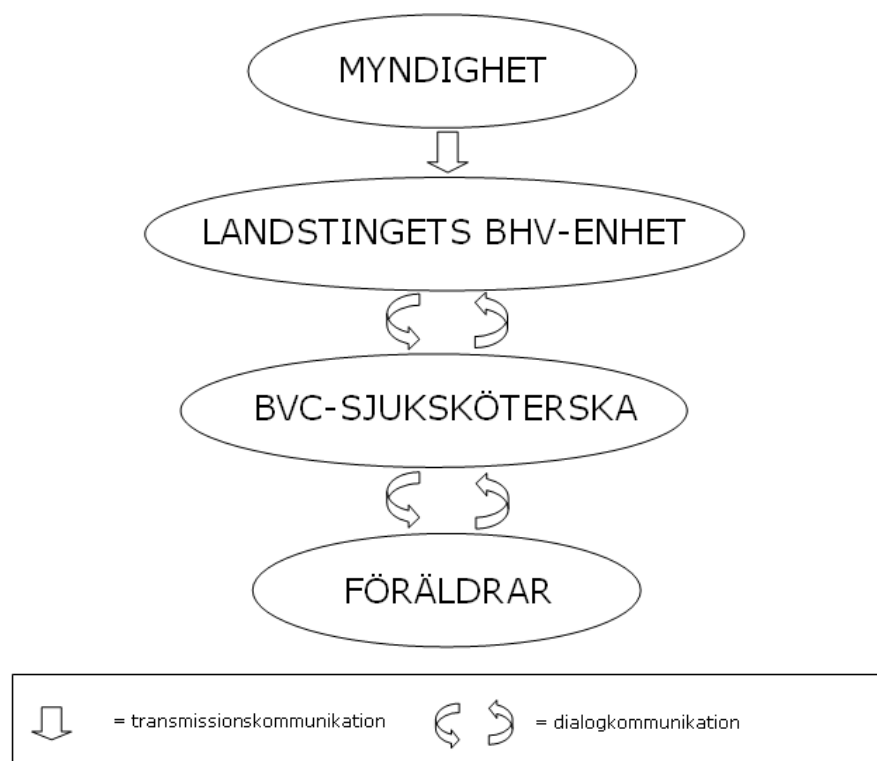 MYNDIGHET
LANDSTINGETS BHV-ENHET
BVC-SJUKSKÖTERSKA
FÖRÄLDRAR
= transmissionskommunikation
= dialogkommunikation